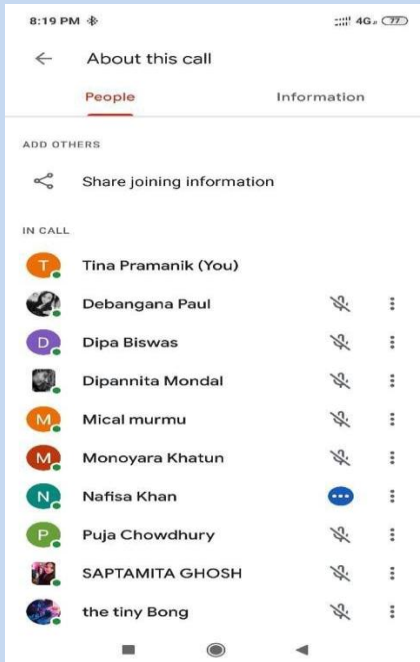 8:19 PM 4G 77
About this call
People Information
ADD OTHERS
Share joining information
IN CALL
T Tina Pramanik (You)
Debangana Paul
D Dipa Biswas
Dipannita Mondal
M Mical murmu
M Monoyara Khatun
N Nafisa Khan
P Puja Chowdhury
SAPTAMITA GHOSH
the tiny Bong